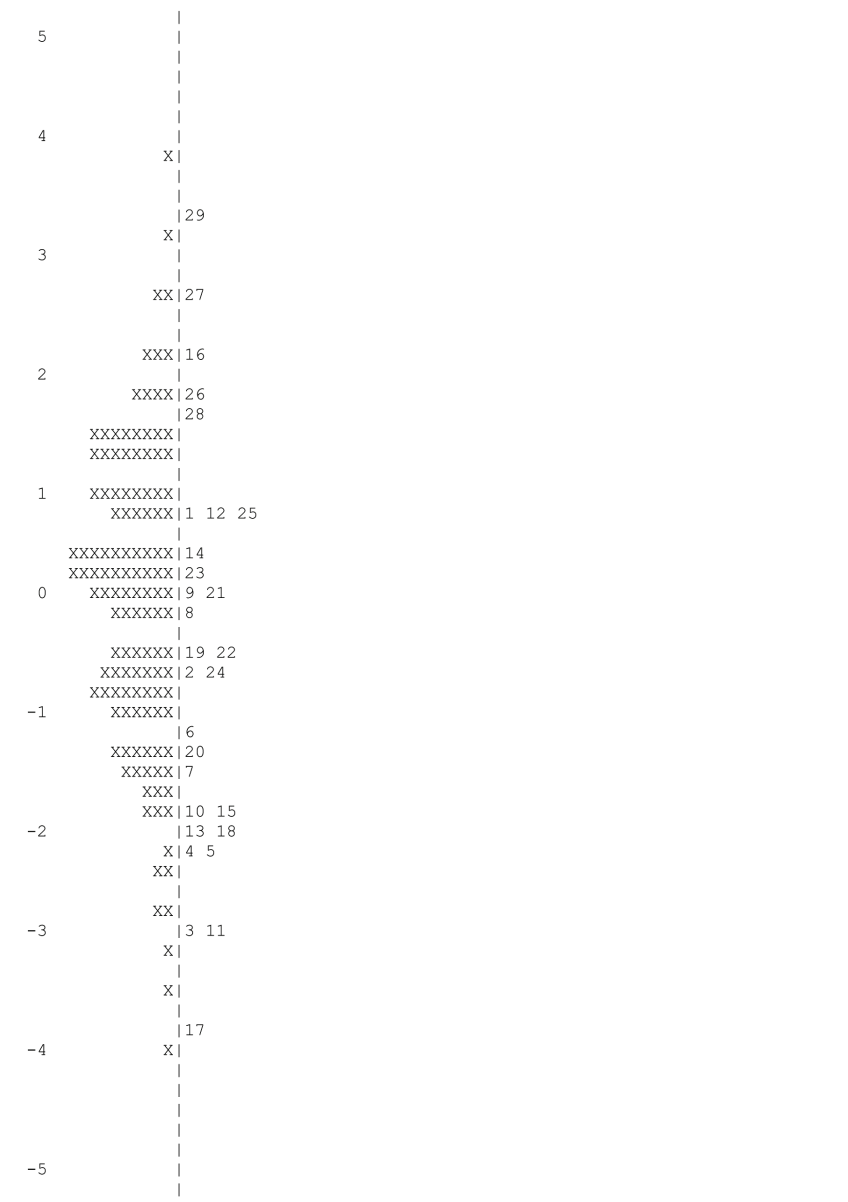 |
5 |
|
|
|
|
4 |
X|
|
|
|29
X|
3 |
|
XX|27
|
|
XXX|16
2 |
XXXX|26
|28
XXXXXXXX|
XXXXXXXX|
|
1 XXXXXXXX|
XXXXXX|1 12 25
|
XXXXXXXXXX|14
XXXXXXXXXX|23
0 XXXXXXXX|9 21
XXXXXX|8
|
XXXXXX|19 22
XXXXXXX|2 24
XXXXXXXX|
-1 XXXXXX|
|6
XXXXXX|20
XXXXX|7
XXX|
XXX|10 15
-2 |13 18
X|4 5
XX|
|
XX|
-3 |3 11
X|
|
X|
|
|17
-4 X|
|
|
|
|
|
-5 |
|